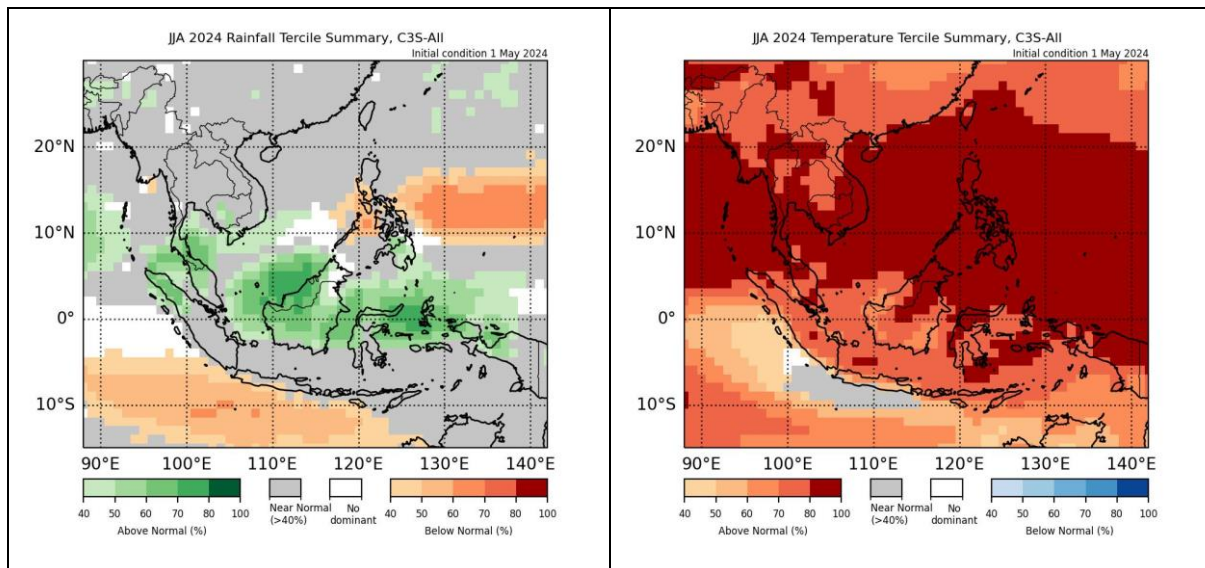 JJA 2024 Rainfall Tercile Summary, C3S-All
Initial condition 1 May 2024
20°N
10°N
0°
10°S
90°E 100°E 110°E 120°E 130°E 140°E
40 50 60 70 80 100
Above Normal (%)
Near Normal
(>40%)
No
dominant
40 50 60 70 80 100
Below Normal (%)
JJA 2024 Temperature Tercile Summary, C3S-All
Initial condition 1 May 2024
20°N
10°N
0°
10°S
90°E 100°E 110°E 120°E 130°E 140°E
40 50 60 70 80 100
Above Normal (%)
Near Normal
(>40%)
No
dominant
40 50 60 70 80 100
Below Normal (%)